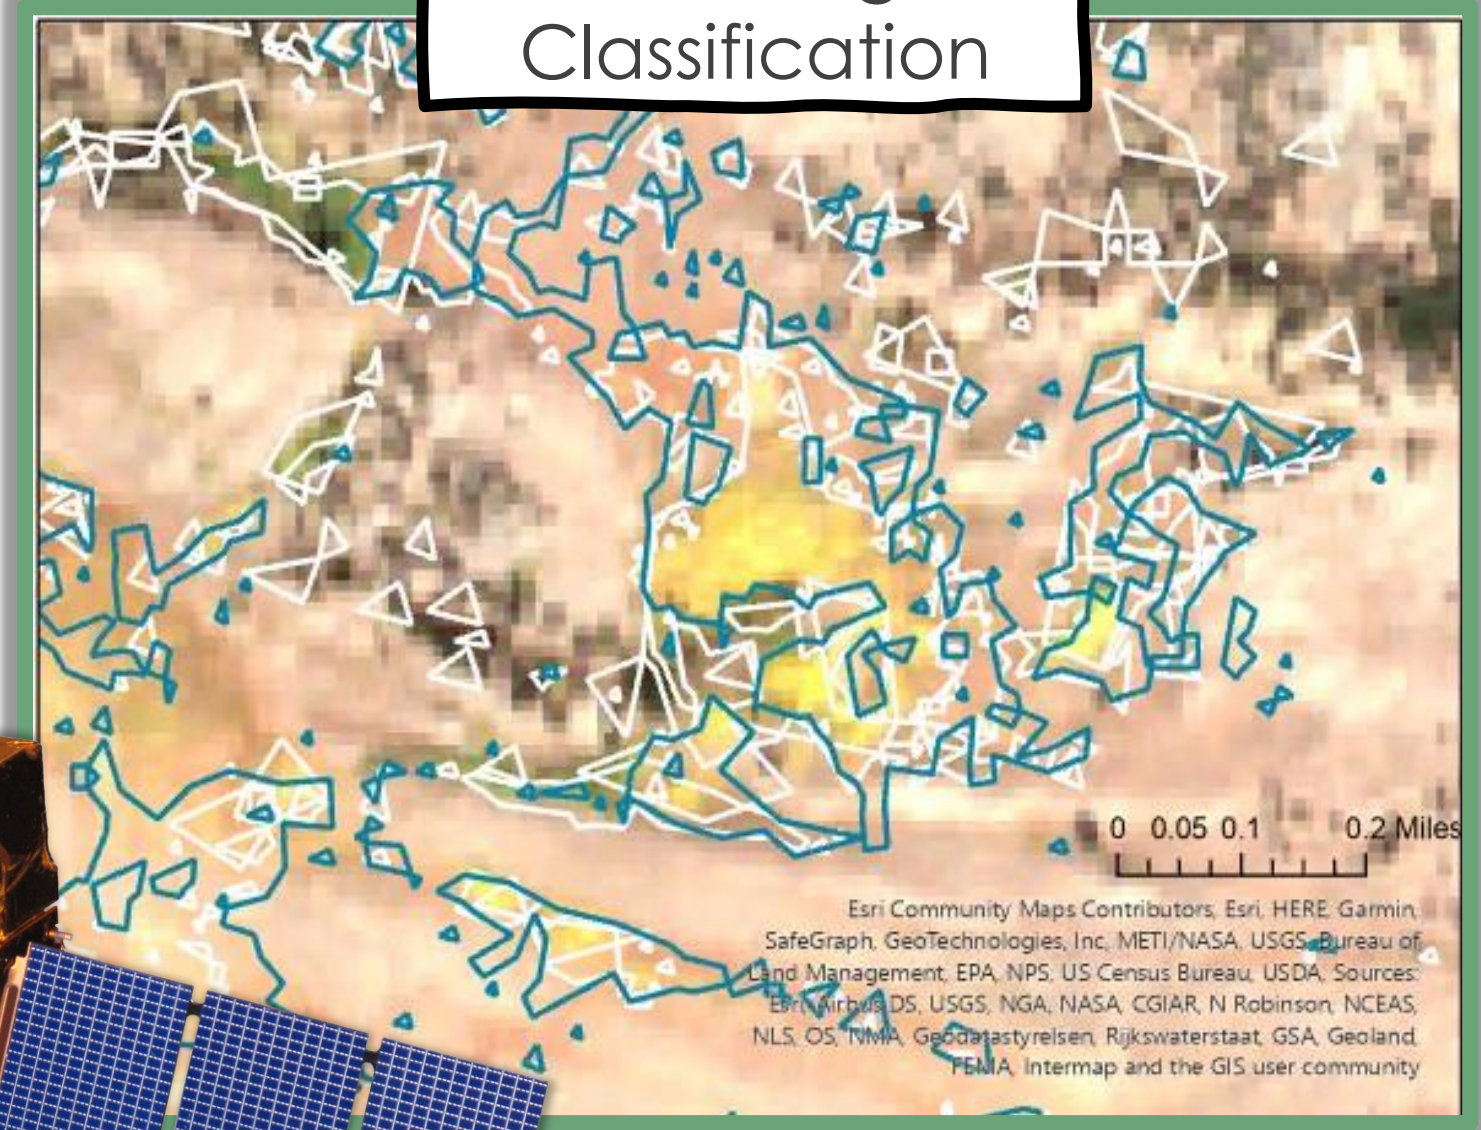 Classification
0 0.05 0.1 0.2 Miles
Esri Community Maps Contributors, Esri, HERE, Garmin,
SafeGraph, GeoTechnologies, Inc, METI/NASA, USGS, Bureau of
Land Management, EPA, NPS, US Census Bureau, USDA, Sources:
Esri, Airbus DS, USGS, NGA, NASA, CGIAR, N Robinson, NCEAS,
NLS, OS, NMA, Geodatastyrelsen, Rijkswaterstaat, GSA, Geoland,
FEMA, Intermap and the GIS user community